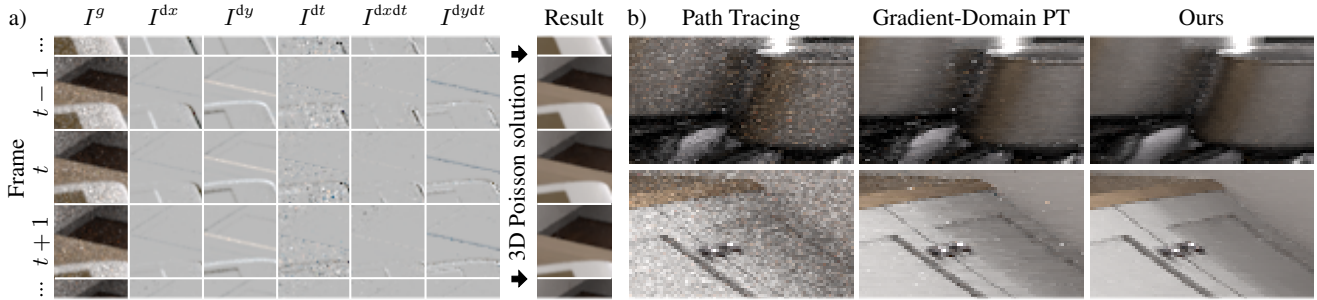 a) I^g I^dx I^dy I^dt I^dxdt I^dydt Result
...
t − 1
t
t + 1
...
Frame
3D Poisson solution
b) Path Tracing Gradient-Domain PT Ours